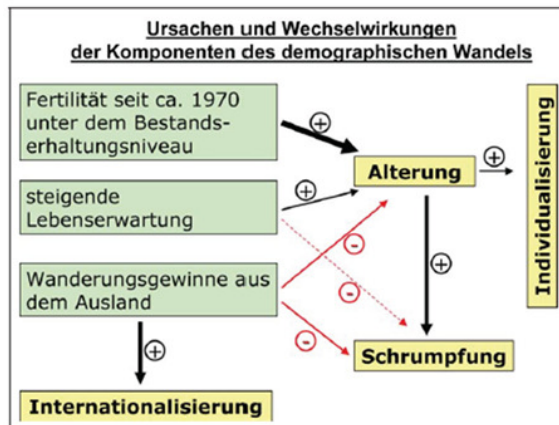 Ursachen und Wechselwirkungen
der Komponenten des demographischen Wandels
Fertilität seit ca. 1970
unter dem Bestands-
erhaltungsniveau
+
Alterung
+
Individualisierung
steigende
Lebenserwartung
+
-
-
+
Wanderungsgewinne aus
dem Ausland
-
Schrumpfung
+
Internationalisierung